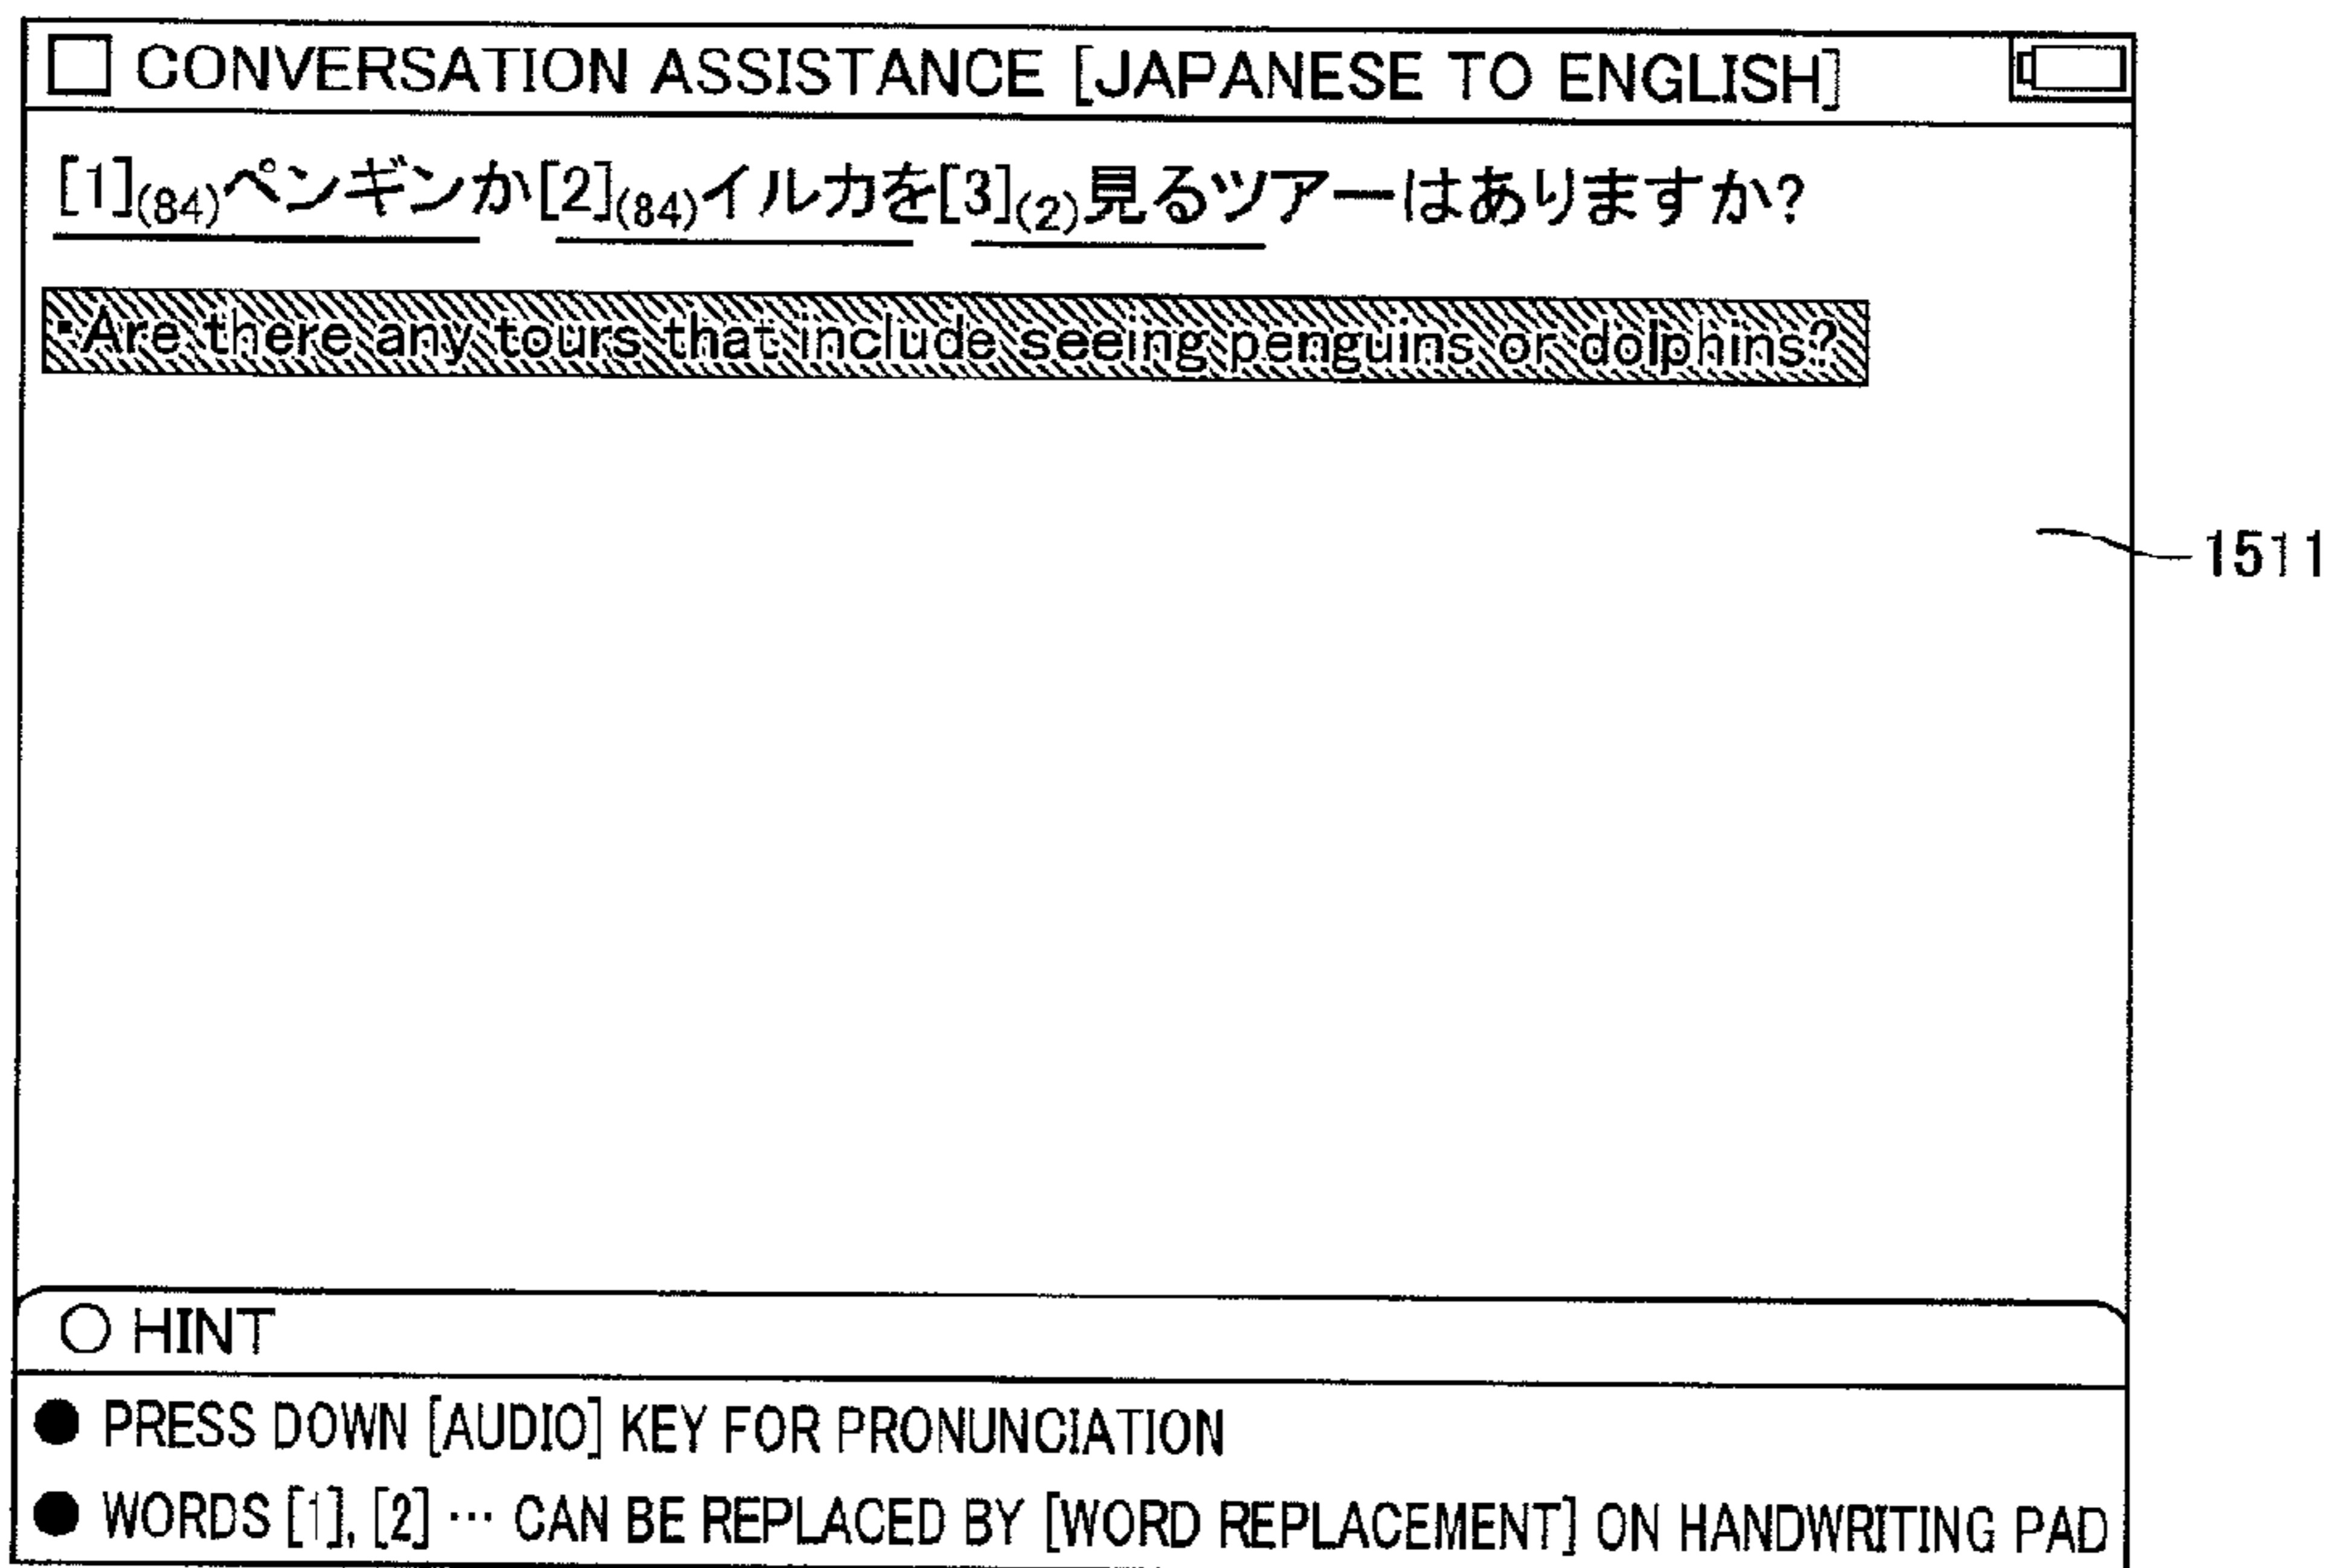 CONVERSATION ASSISTANCE [JAPANESE TO ENGLISH]
[1](84)ペンギンか[2](84)イルカを[3](2)見るツアーはありますか?
▪Are there any tours that include seeing penguins or dolphins?
1511
HINT
● PRESS DOWN [AUDIO] KEY FOR PRONUNCIATION
● WORDS [1], [2] ··· CAN BE REPLACED BY [WORD REPLACEMENT] ON HANDWRITING PAD